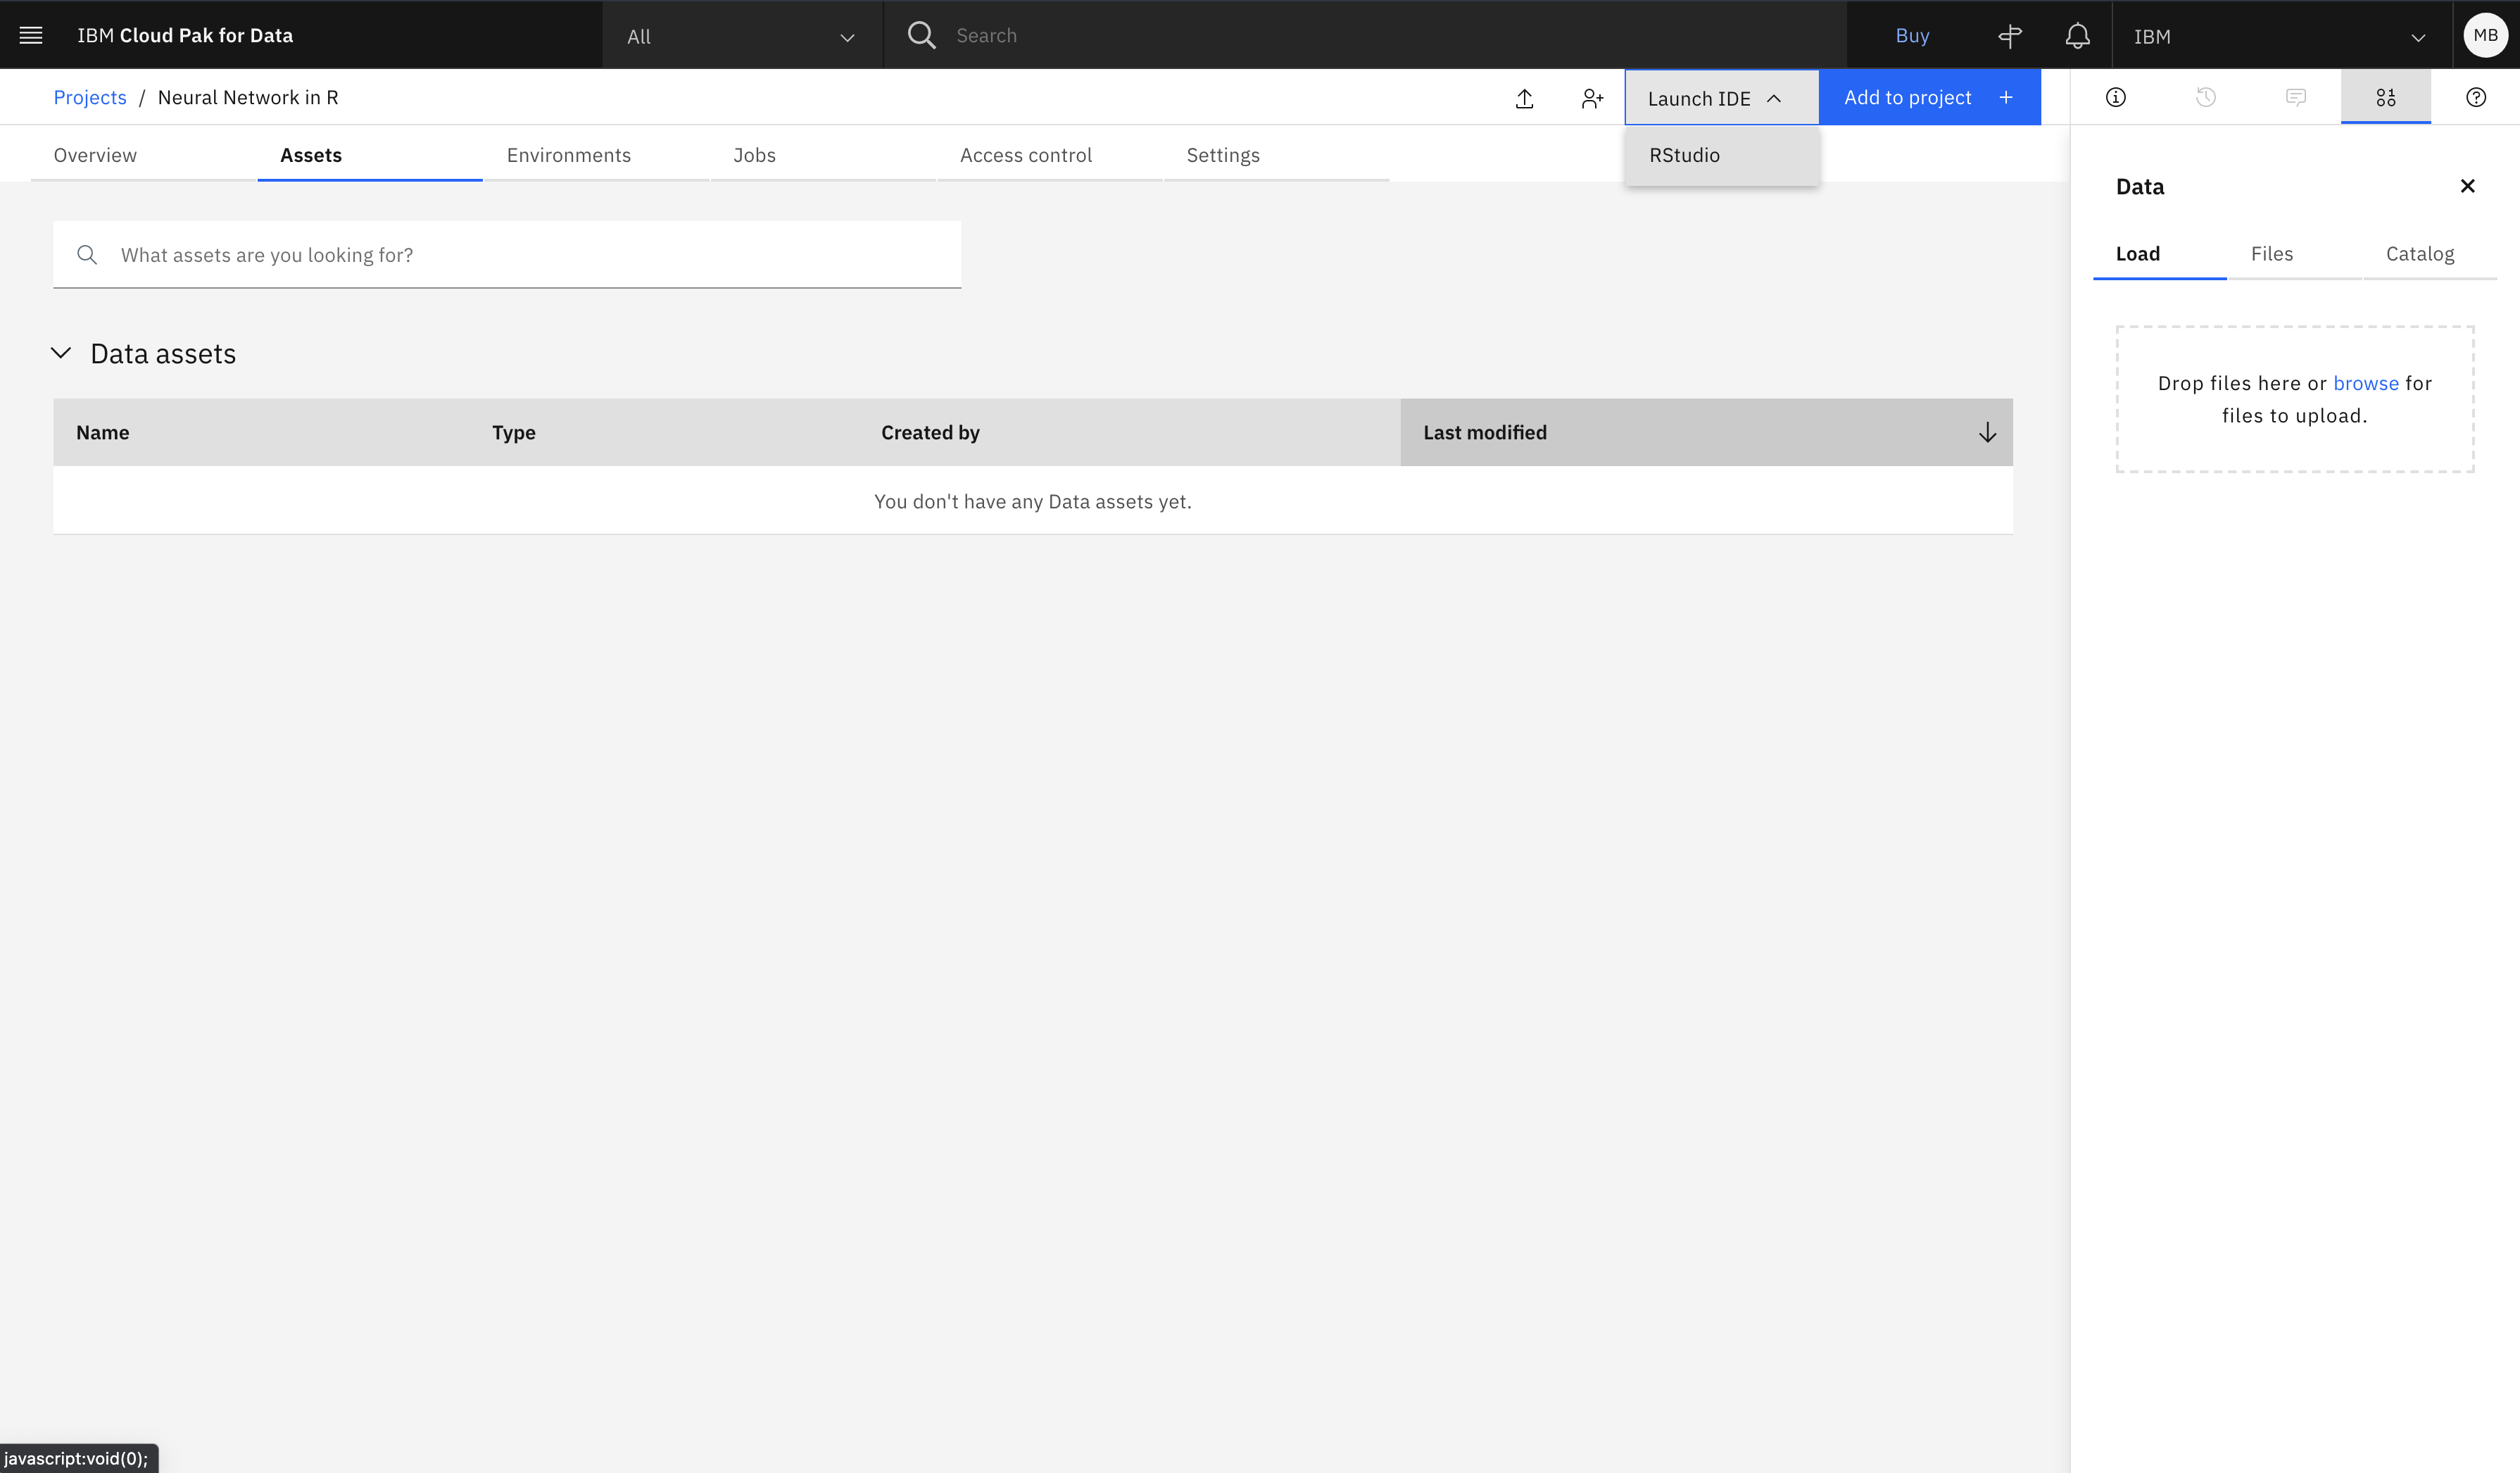 IBM Cloud Pak for Data
All
Search
Buy
IBM
MB
Projects / Neural Network in R
Launch IDE
Add to project +
RStudio
Overview
Assets
Environments
Jobs
Access control
Settings
What assets are you looking for?
Data assets
Name
Type
Created by
Last modified
You don't have any Data assets yet.
Data
Load
Files
Catalog
Drop files here or browse for
files to upload.
javascript:void(0);